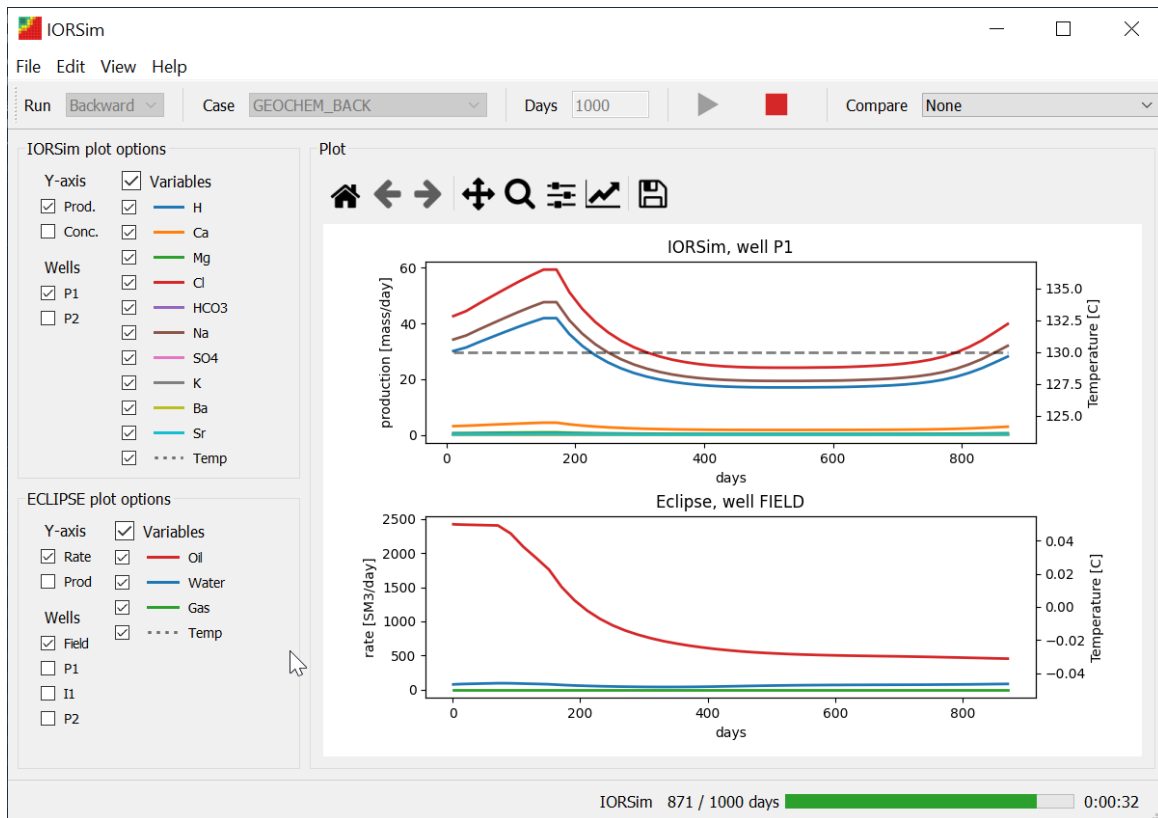 IORSim
File Edit View Help
Run Backward Case GEOCHEM_BACK Days 1000 Compare None
IORSim plot options
Y-axis Variables
Prod. H
Conc. Ca
Mg
Wells
Cl
P1
HCO3
P2
Na
SO4
K
Ba
Sr
Temp
ECLIPSE plot options
Y-axis Variables
Rate Oil
Prod Water
Gas
Wells
Temp
Field
P1
I1
P2
Plot
IORSim, well P1
production [mass/day]
60
40
20
0
0 200 400 600 800
days
135.0
132.5
130.0
127.5
125.0
Temperature [C]
Eclipse, well FIELD
rate [SM3/day]
2500
2000
1500
1000
500
0
0 200 400 600 800
days
0.04
0.02
0.00
−0.02
−0.04
Temperature [C]
IORSim 871 / 1000 days 0:00:32